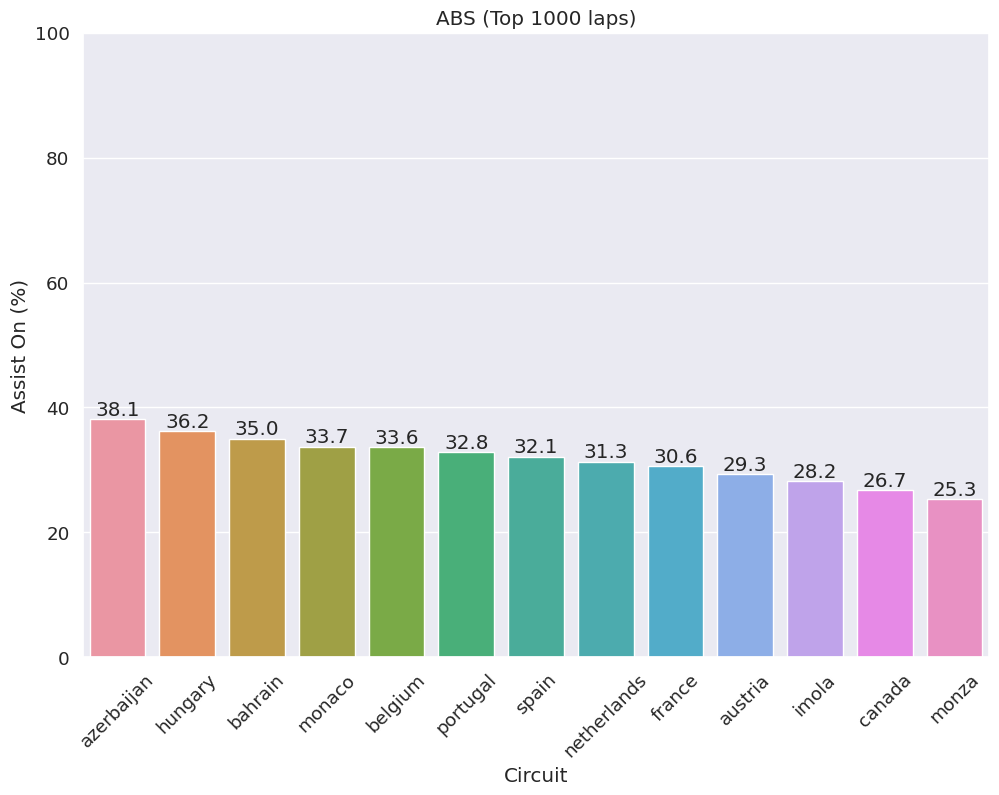 ABS (Top 1000 laps)
100
80
60
40
20
0
Assist On (%)
38.1
36.2
35.0
33.7
33.6
32.8
32.1
31.3
30.6
29.3
28.2
26.7
25.3
azerbaijan
hungary
bahrain
monaco
belgium
portugal
spain
netherlands
france
austria
imola
canada
monza
Circuit